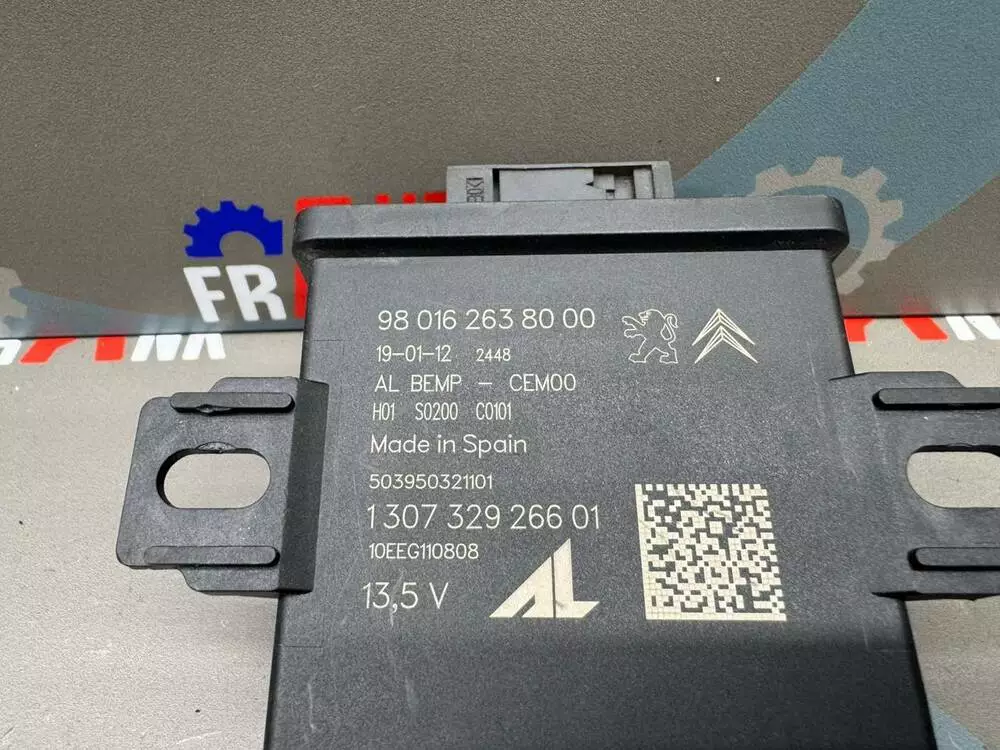 98 016 263 80 00
19-01-12 2448
AL BEMP - CEM00
H01 S0200 C0101
Made in Spain
503950321101
1 307 329 266 01
10EEG110808
13,5 V
AL
FR